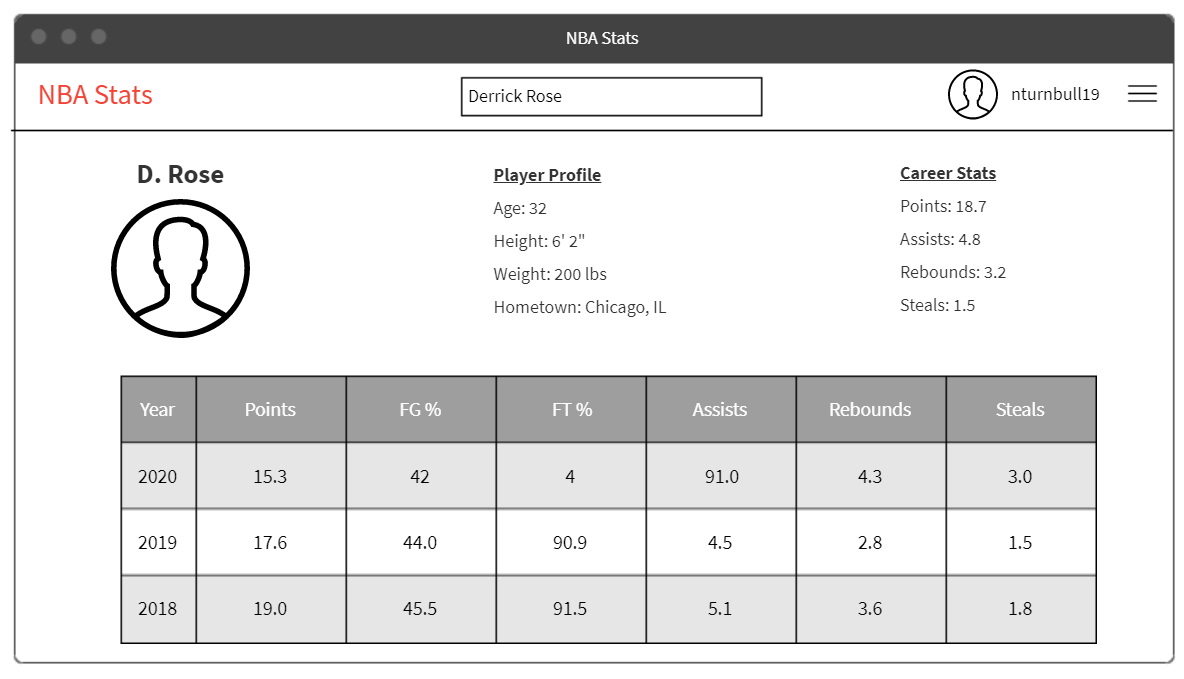 NBA Stats
NBA Stats
Derrick Rose
nturnbull19
D. Rose
Player Profile
Age: 32
Height: 6' 2"
Weight: 200 lbs
Hometown: Chicago, IL
Career Stats
Points: 18.7
Assists: 4.8
Rebounds: 3.2
Steals: 1.5
Year Points FG % FT % Assists Rebounds Steals
2020 15.3 42 4 91.0 4.3 3.0
2019 17.6 44.0 90.9 4.5 2.8 1.5
2018 19.0 45.5 91.5 5.1 3.6 1.8